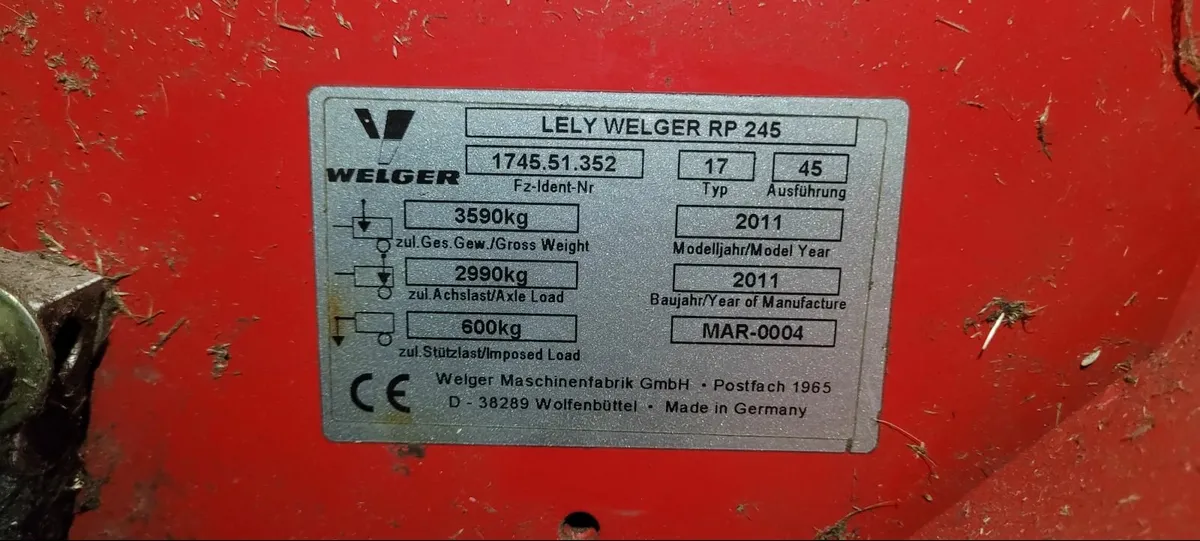 LELY WELGER RP 245
WELGER
1745.51.352 17 45
Fz-Ident-Nr Typ Ausführung
3590kg 2011
zul.Ges.Gew./Gross Weight Modelljahr/Model Year
2990kg 2011
zul.Achslast/Axle Load Baujahr/Year of Manufacture
600kg MAR-0004
zul.Stützlast/Imposed Load
CE Welger Maschinenfabrik GmbH • Postfach 1965
D - 38289 Wolfenbüttel • Made in Germany